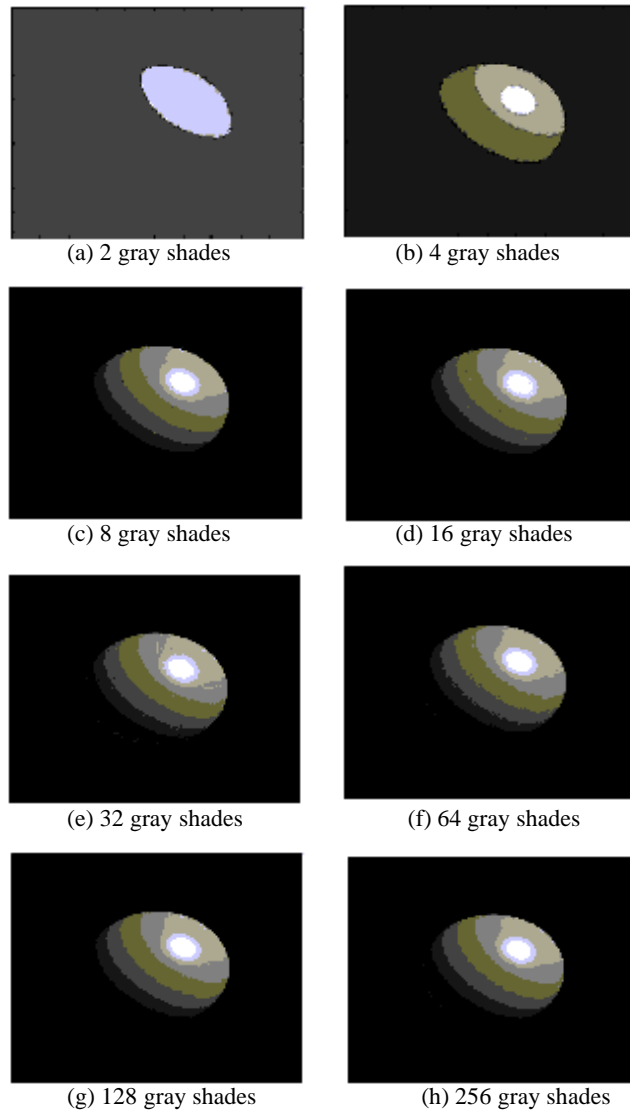 (a) 2 gray shades
(b) 4 gray shades
(c) 8 gray shades
(d) 16 gray shades
(e) 32 gray shades
(f) 64 gray shades
(g) 128 gray shades
(h) 256 gray shades